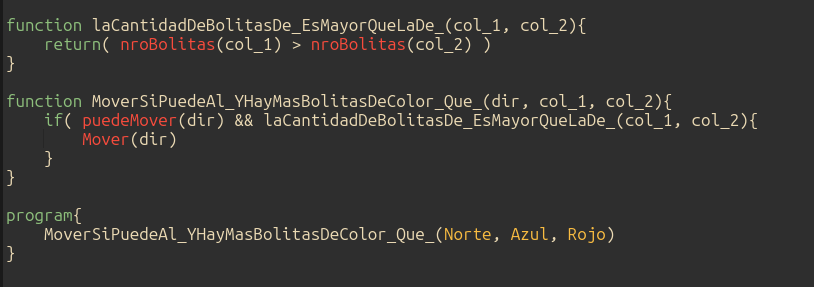 function laCantidadDeBolitasDe_EsMayorQueLaDe_(col_1, col_2){
    return( nroBolitas(col_1) > nroBolitas(col_2) )
}
function MoverSiPuedeAl_YHayMasBolitasDeColor_Que_(dir, col_1, col_2){
    if( puedeMover(dir) && laCantidadDeBolitasDe_EsMayorQueLaDe_(col_1, col_2){
        Mover(dir)
    }
}
program{
    MoverSiPuedeAl_YHayMasBolitasDeColor_Que_(Norte, Azul, Rojo)
}